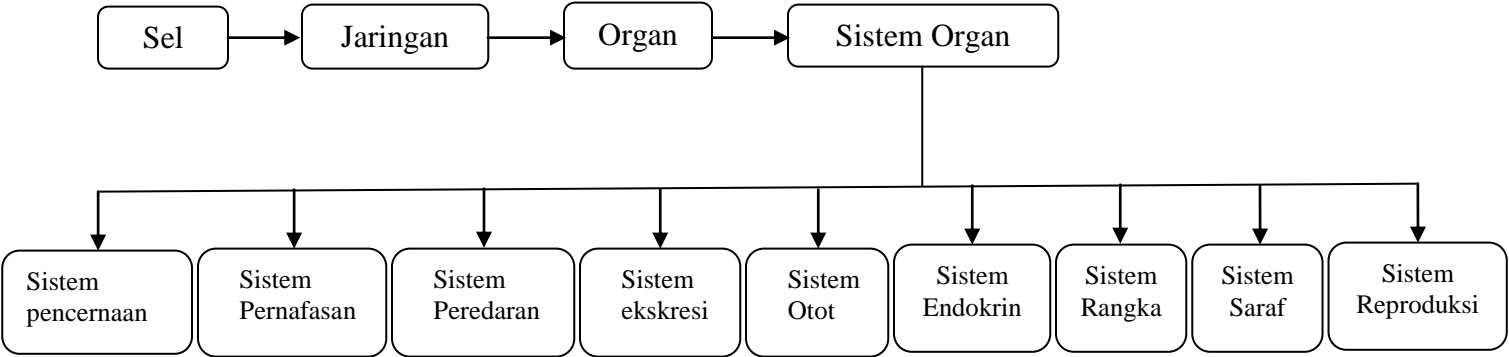 Sel
Jaringan
Organ
Sistem Organ
Sistem
pencernaan
Sistem
Pernafasan
Sistem
Peredaran
Sistem
ekskresi
Sistem
Otot
Sistem
Endokrin
Sistem
Rangka
Sistem
Saraf
Sistem
Reproduksi